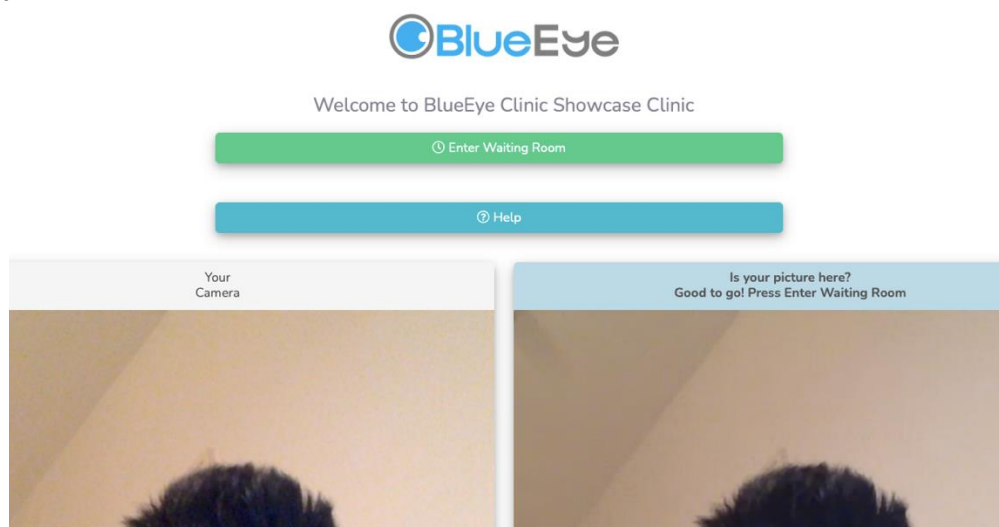 BlueEye
Welcome to BlueEye Clinic Showcase Clinic
Enter Waiting Room
Help
Your
Camera
Is your picture here?
Good to go! Press Enter Waiting Room